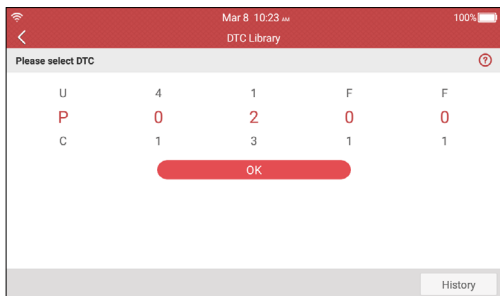 Mar 8 10:23 AM 100%
DTC Library
Please select DTC ?
U 4 1 F F
P 0 2 0 0
C 1 3 1 1
OK
History